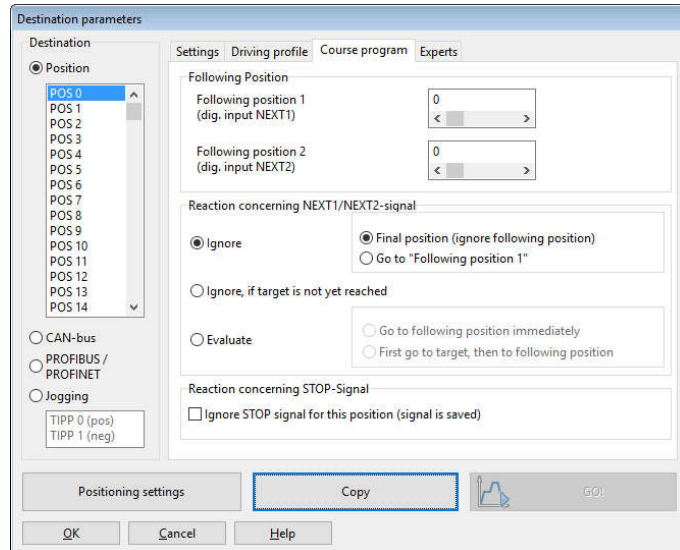 Destination parameters
Destination
Position
POS 0
POS 1
POS 2
POS 3
POS 4
POS 5
POS 6
POS 7
POS 8
POS 9
POS 10
POS 11
POS 12
POS 13
POS 14
CAN-bus
PROFIBUS /
PROFINET
Jogging
TIPP 0 (pos)
TIPP 1 (neg)
Settings Driving profile Course program Experts
Following Position
Following position 1
(dig. input NEXT1)
0
Following position 2
(dig. input NEXT2)
0
Reaction concerning NEXT1/NEXT2-signal
Ignore
Final position (ignore following position)
Go to "Following position 1"
Ignore, if target is not yet reached
Evaluate
Go to following position immediately
First go to target, then to following position
Reaction concerning STOP-Signal
Ignore STOP signal for this position (signal is saved)
Positioning settings Copy GO!
OK Cancel Help